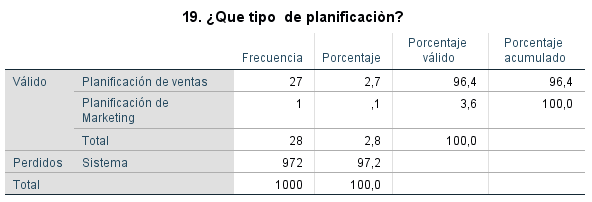 19. ¿Que tipo de planificaciòn?
Frecuencia Porcentaje Porcentaje válido Porcentaje acumulado
Válido Planificación de ventas 27 2,7 96,4 96,4
Planificación de Marketing 1 ,1 3,6 100,0
Total 28 2,8 100,0
Perdidos Sistema 972 97,2
Total 1000 100,0